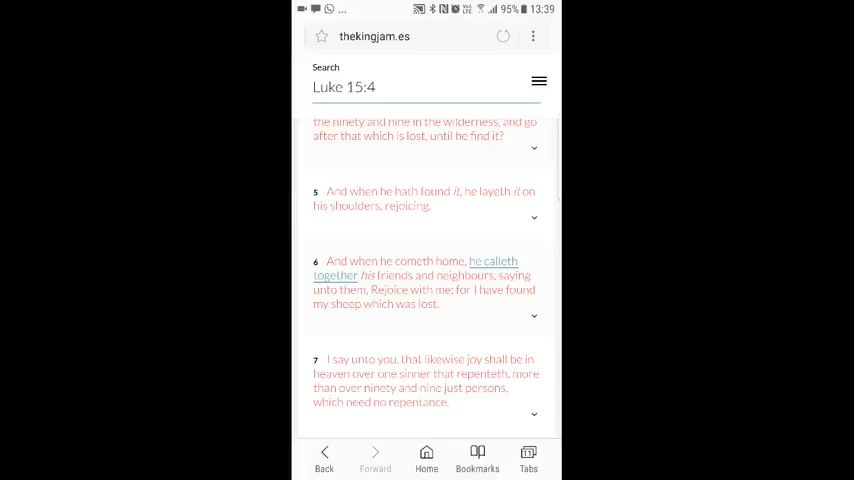 ... 95% 13:39
thekingjam.es
Search
Luke 15:4
the ninety and nine in the wilderness, and go
after that which is lost, until he find it?
5 And when he hath found it, he layeth it on
his shoulders, rejoicing.
6 And when he cometh home, he calleth
together his friends and neighbours, saying
unto them, Rejoice with me; for I have found
my sheep which was lost.
7 I say unto you, that likewise joy shall be in
heaven over one sinner that repenteth, more
than over ninety and nine just persons,
which need no repentance.
11
Back Forward Home Bookmarks Tabs